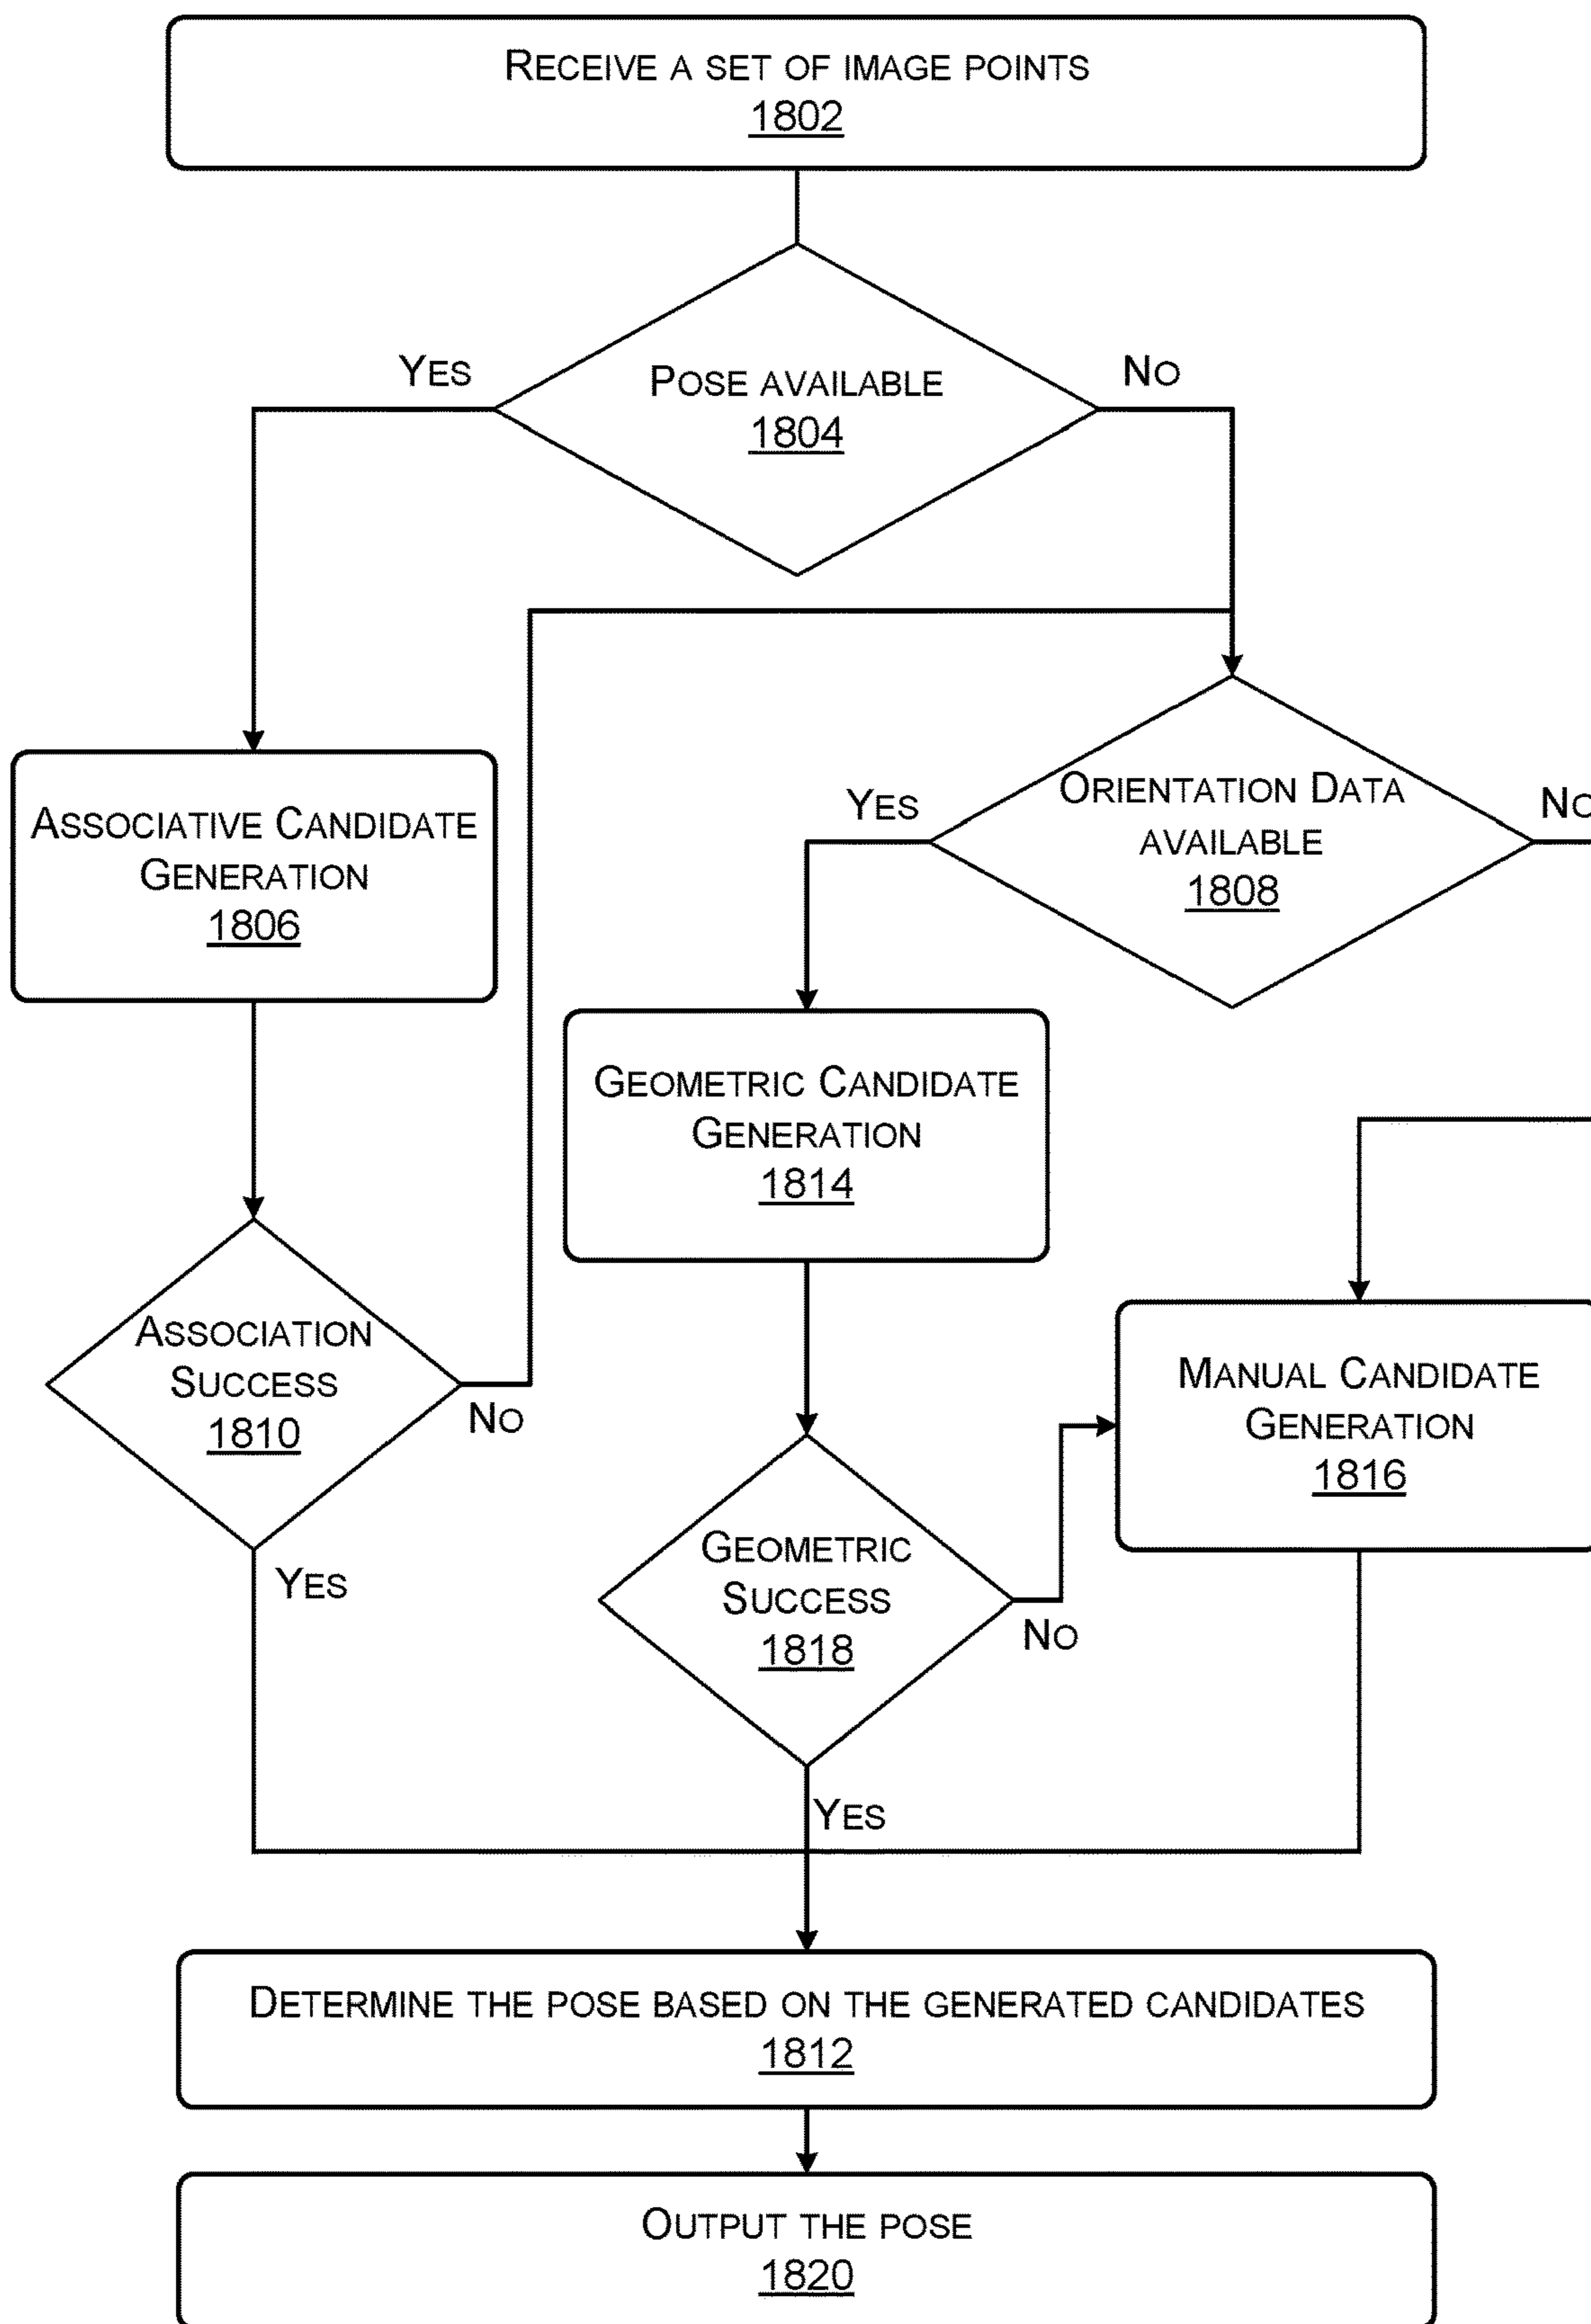 RECEIVE A SET OF IMAGE POINTS
1802
YES
POSE AVAILABLE
1804
NO
ASSOCIATIVE CANDIDATE
GENERATION
1806
YES
ORIENTATION DATA
AVAILABLE
1808
NO
GEOMETRIC CANDIDATE
GENERATION
1814
ASSOCIATION
SUCCESS
1810
NO
YES
MANUAL CANDIDATE
GENERATION
1816
GEOMETRIC
SUCCESS
1818
NO
YES
DETERMINE THE POSE BASED ON THE GENERATED CANDIDATES
1812
OUTPUT THE POSE
1820